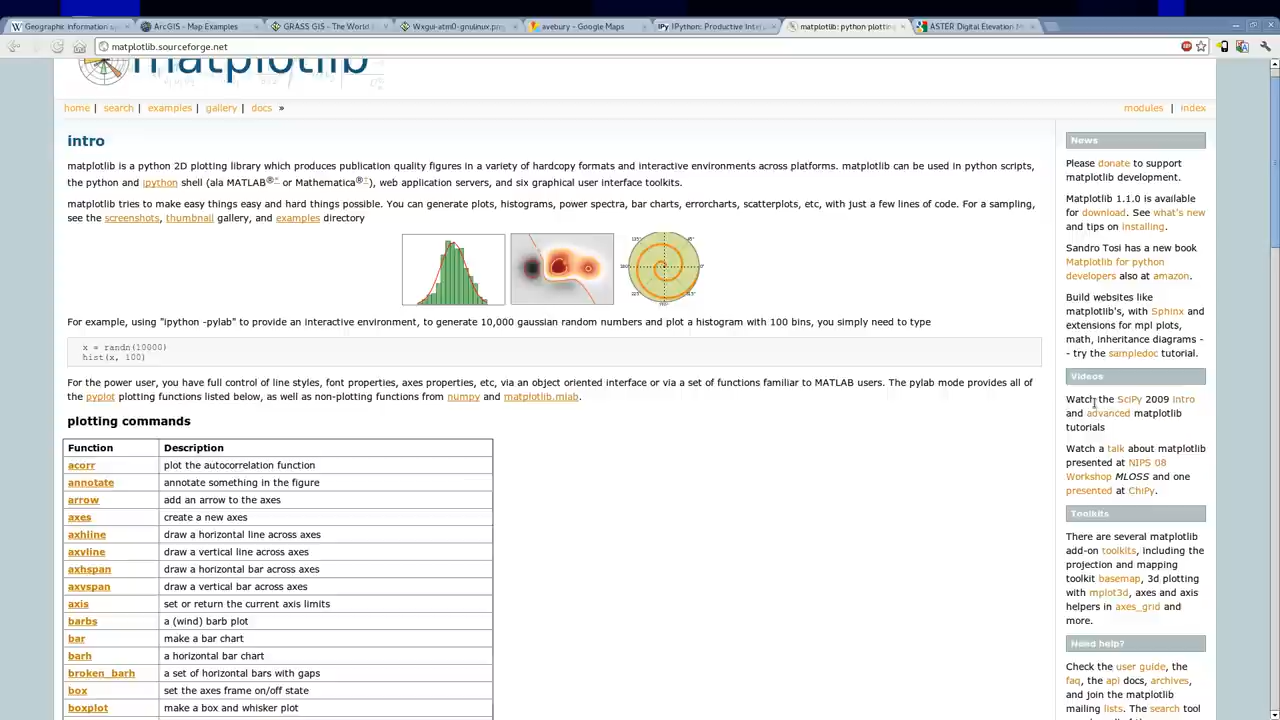 Geographic information s
ArcGIS - Map Examples
GRASS GIS - The World
Wxgui-atm0-gnulinux.png
avebury - Google Maps
IPython: Productive Inter
matplotlib: python plotting
ASTER Digital Elevation M
matplotlib.sourceforge.net
matplotlib
home | search | examples | gallery | docs »
modules | index
intro
matplotlib is a python 2D plotting library which produces publication quality figures in a variety of hardcopy formats and interactive environments across platforms. matplotlib can be used in python scripts,
the python and ipython shell (ala MATLAB®* or Mathematica®†), web application servers, and six graphical user interface toolkits.
matplotlib tries to make easy things easy and hard things possible. You can generate plots, histograms, power spectra, bar charts, errorcharts, scatterplots, etc, with just a few lines of code. For a sampling,
see the screenshots, thumbnail gallery, and examples directory
For example, using "ipython -pylab" to provide an interactive environment, to generate 10,000 gaussian random numbers and plot a histogram with 100 bins, you simply need to type
x = randn(10000)
hist(x, 100)
For the power user, you have full control of line styles, font properties, axes properties, etc, via an object oriented interface or via a set of functions familiar to MATLAB users. The pylab mode provides all of
the pyplot plotting functions listed below, as well as non-plotting functions from numpy and matplotlib.mlab.
plotting commands
Function Description
acorr plot the autocorrelation function
annotate annotate something in the figure
arrow add an arrow to the axes
axes create a new axes
axhline draw a horizontal line across axes
axvline draw a vertical line across axes
axhspan draw a horizontal bar across axes
axvspan draw a vertical bar across axes
axis set or return the current axis limits
barbs a (wind) barb plot
bar make a bar chart
barh a horizontal bar chart
broken_barh a set of horizontal bars with gaps
box set the axes frame on/off state
boxplot make a box and whisker plot
News
Please donate to support
matplotlib development.
Matplotlib 1.1.0 is available
for download. See what's new
and tips on installing.
Sandro Tosi has a new book
Matplotlib for python
developers also at amazon.
Build websites like
matplotlib's, with Sphinx and
extensions for mpl plots,
math, inheritance diagrams -
- try the sampledoc tutorial.
Videos
Watch the SciPy 2009 intro
and advanced matplotlib
tutorials
Watch a talk about matplotlib
presented at NIPS 08
Workshop MLOSS and one
presented at ChiPy.
Toolkits
There are several matplotlib
add-on toolkits, including the
projection and mapping
toolkit basemap, 3d plotting
with mplot3d, axes and axis
helpers in axes_grid and
more.
Need help?
Check the user guide, the
faq, the api docs, archives,
and join the matplotlib
mailing lists. The search tool